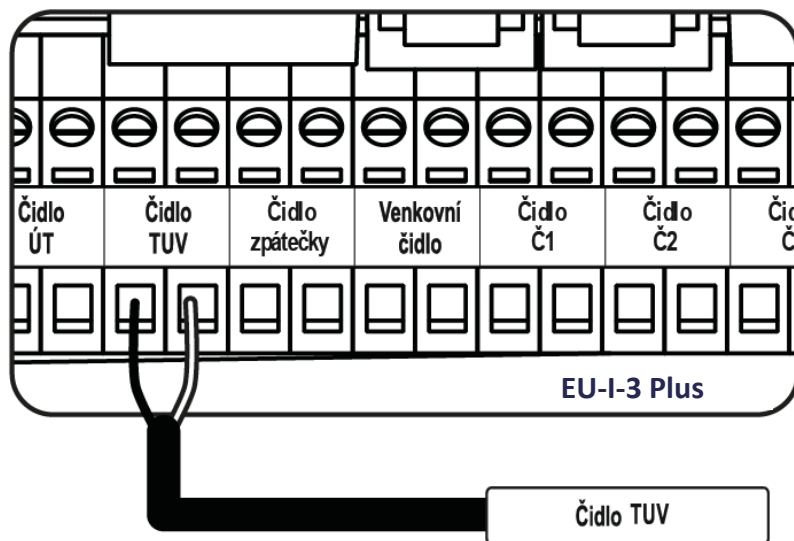 Čidlo
ÚT
Čidlo
TUV
Čidlo
zpátečky
Venkovní
čidlo
Čidlo
Č1
Čidlo
Č2
EU-I-3 Plus
Čidlo TUV